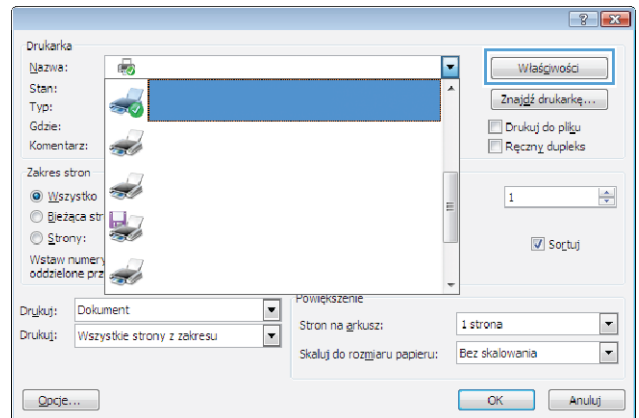 Drukarka
Nazwa:
Właściwości
Stan:
Typ:
Znajdź drukarkę...
Gdzie:
Drukuj do pliku
Komentarz:
Ręczny dupleks
Zakres stron
Wszystko
1
Bieżąca str
Strony:
Sortuj
Wstaw numery
oddzielone prz
Powiększenie
Drukuj: Dokument
Stron na arkusz: 1 strona
Drukuj: Wszystkie strony z zakresu
Skaluj do rozmiaru papieru: Bez skalowania
Opcje... OK Anuluj